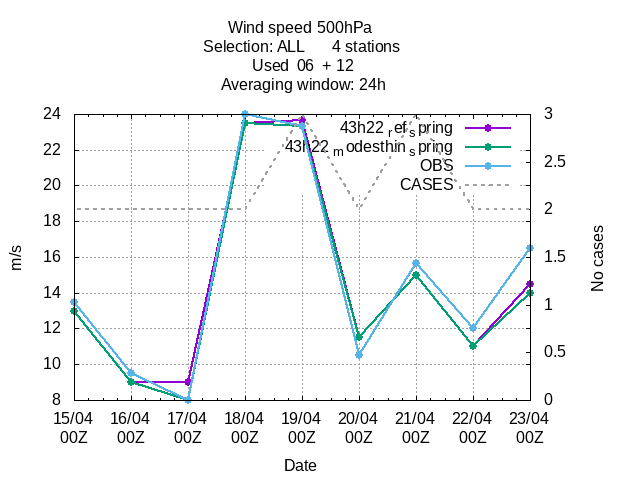 Wind speed 500hPa
Selection: ALL 4 stations
Used 06 + 12
Averaging window: 24h
24 3
43h22ᵣefₛpring
22
43h22ₘodesthinₛpring
2.5
OBS
20
CASES
18 2
m/s
16 1.5
No cases
14 1
12
10 0.5
8 0
15/04 16/04 17/04 18/04 19/04 20/04 21/04 22/04 23/04
00Z 00Z 00Z 00Z 00Z 00Z 00Z 00Z 00Z
Date